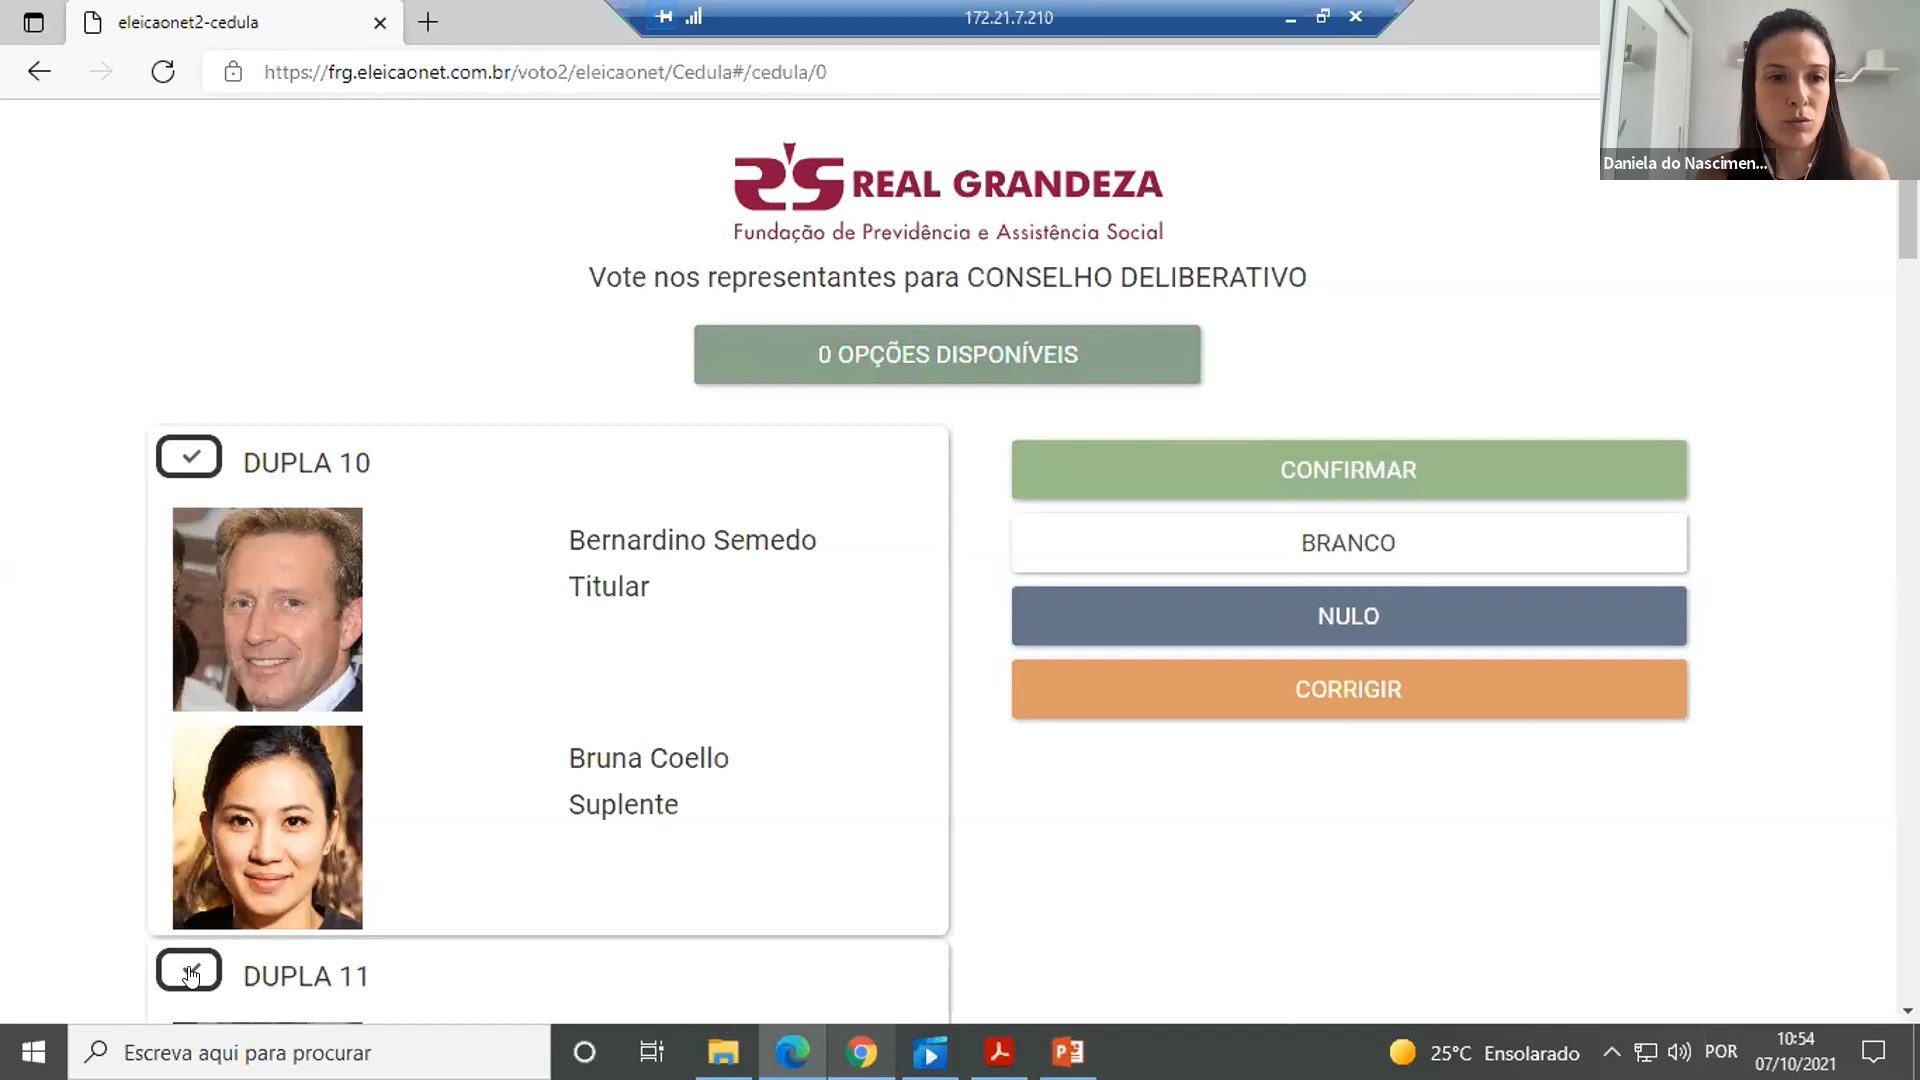 eleicaonet2-cedula
172.21.7.210
https://frg.eleicaonet.com.br/voto2/eleicaonet/Cedula#/cedula/0
Daniela do Nascimen...
REAL GRANDEZA
Fundação de Previdência e Assistência Social
Vote nos representantes para CONSELHO DELIBERATIVO
0 OPÇÕES DISPONÍVEIS
DUPLA 10
Bernardino Semedo
Titular
Bruna Coello
Suplente
DUPLA 11
CONFIRMAR
BRANCO
NULO
CORRIGIR
Escreva aqui para procurar
25°C Ensolarado
POR
10:54
07/10/2021